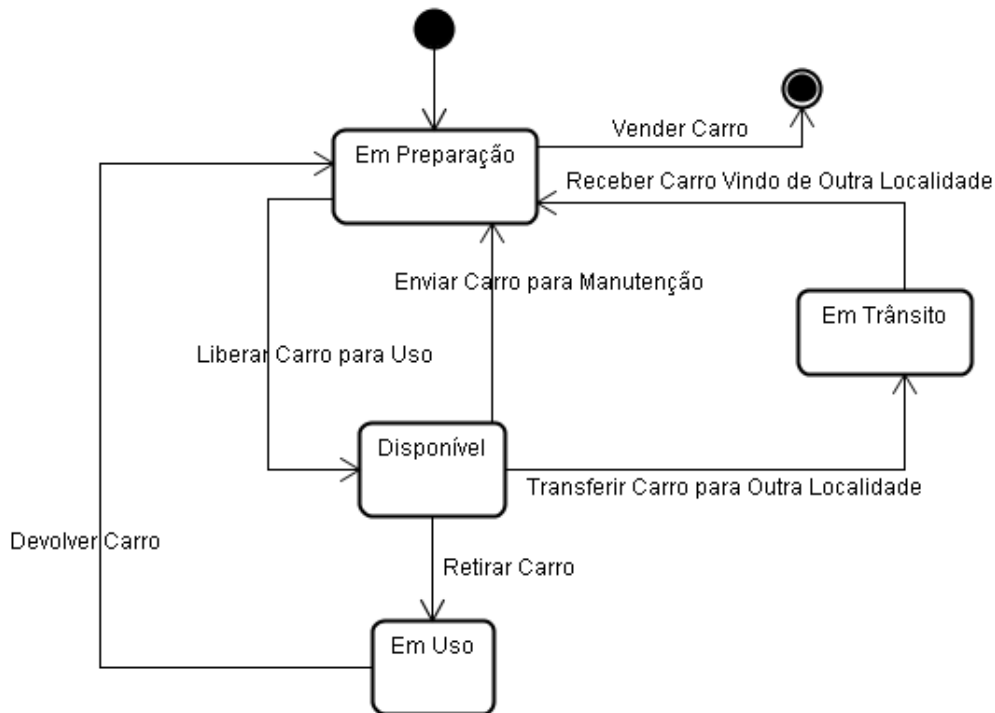 Vender Carro
Em Preparação
Receber Carro Vindo de Outra Localidade
Enviar Carro para Manutenção
Em Trânsito
Liberar Carro para Uso
Disponível
Transferir Carro para Outra Localidade
Devolver Carro
Retirar Carro
Em Uso